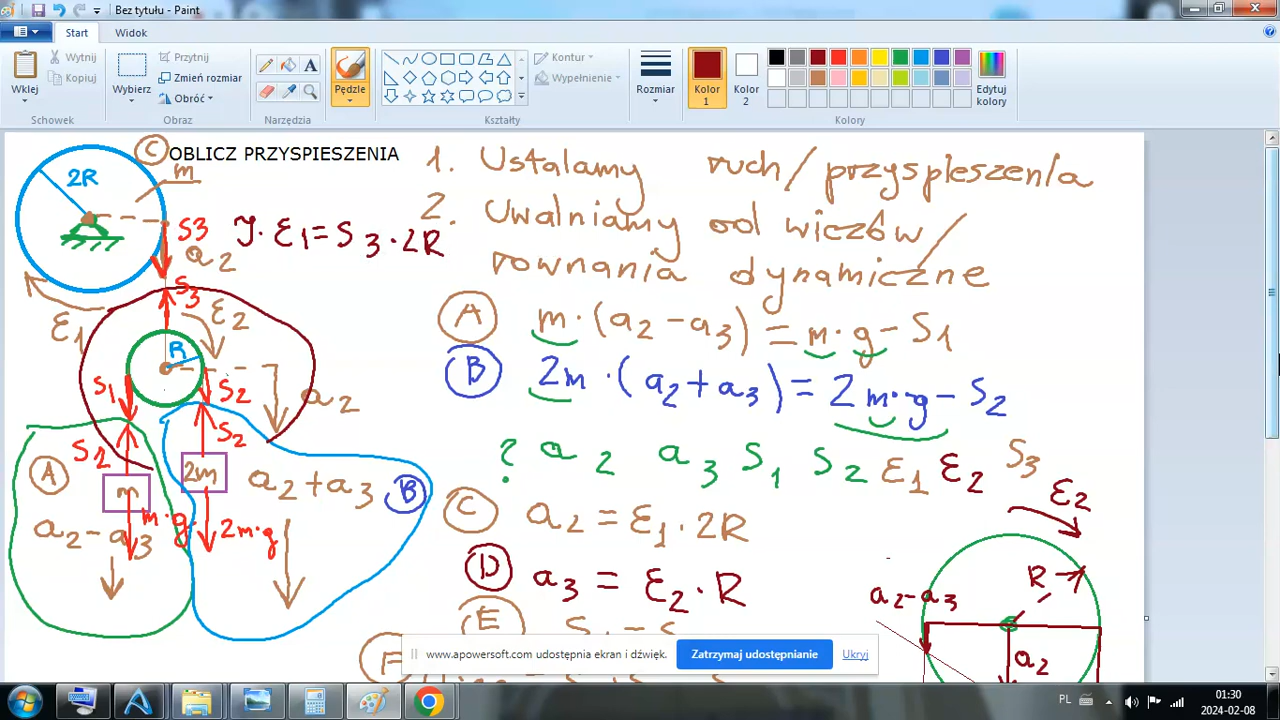 Bez tytułu - Paint
Start
Widok
Wklej
Wytnij
Kopiuj
Schowek
Wybierz
Przytnij
Zmień rozmiar
Obróć
Obraz
A
Narzędzia
Pędzle
Kształty
Kontur
Wypełnienie
Rozmiar
Kolor 1
Kolor 2
Edytuj kolory
Kolory
C
OBLICZ PRZYSPIESZENIA
m
2R
S3
a2
J·ε1=S3·2R
S3
ε1
ε2
R
S1
S2
a2
S2
S2
A
m
2m
a2+a3
B
m·g
2m·g
a2-a3
1. Ustalamy ruch/przyspieszenia
2. Uwalniamy od więzów/
rownania dynamiczne
A m·(a2-a3)=m·g-S1
B 2m·(a2+a3)=2m·g-S2
? a2 a3 S1 S2 ε1 ε2 S3
C a2=ε1·2R
D a3=ε2·R
E
F
ε2
R
a2-a3
a2
www.apowersoft.com udostępnia ekran i dźwięk.
Zatrzymaj udostępnianie
Ukryj
PL
01:30
2024-02-08